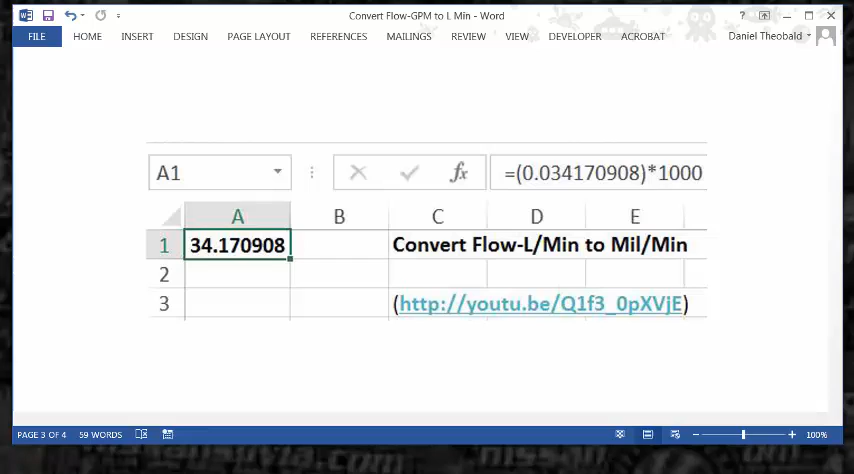 Convert Flow-GPM to L Min - Word
?
FILE HOME INSERT DESIGN PAGE LAYOUT REFERENCES MAILINGS REVIEW VIEW DEVELOPER ACROBAT Daniel Theobald
A1 fx =(0.034170908)*1000
A B C D E
1 34.170908 Convert Flow-L/Min to Mil/Min
2
3 (http://youtu.be/Q1f3_0pXVjE)
PAGE 3 OF 4 59 WORDS 100%